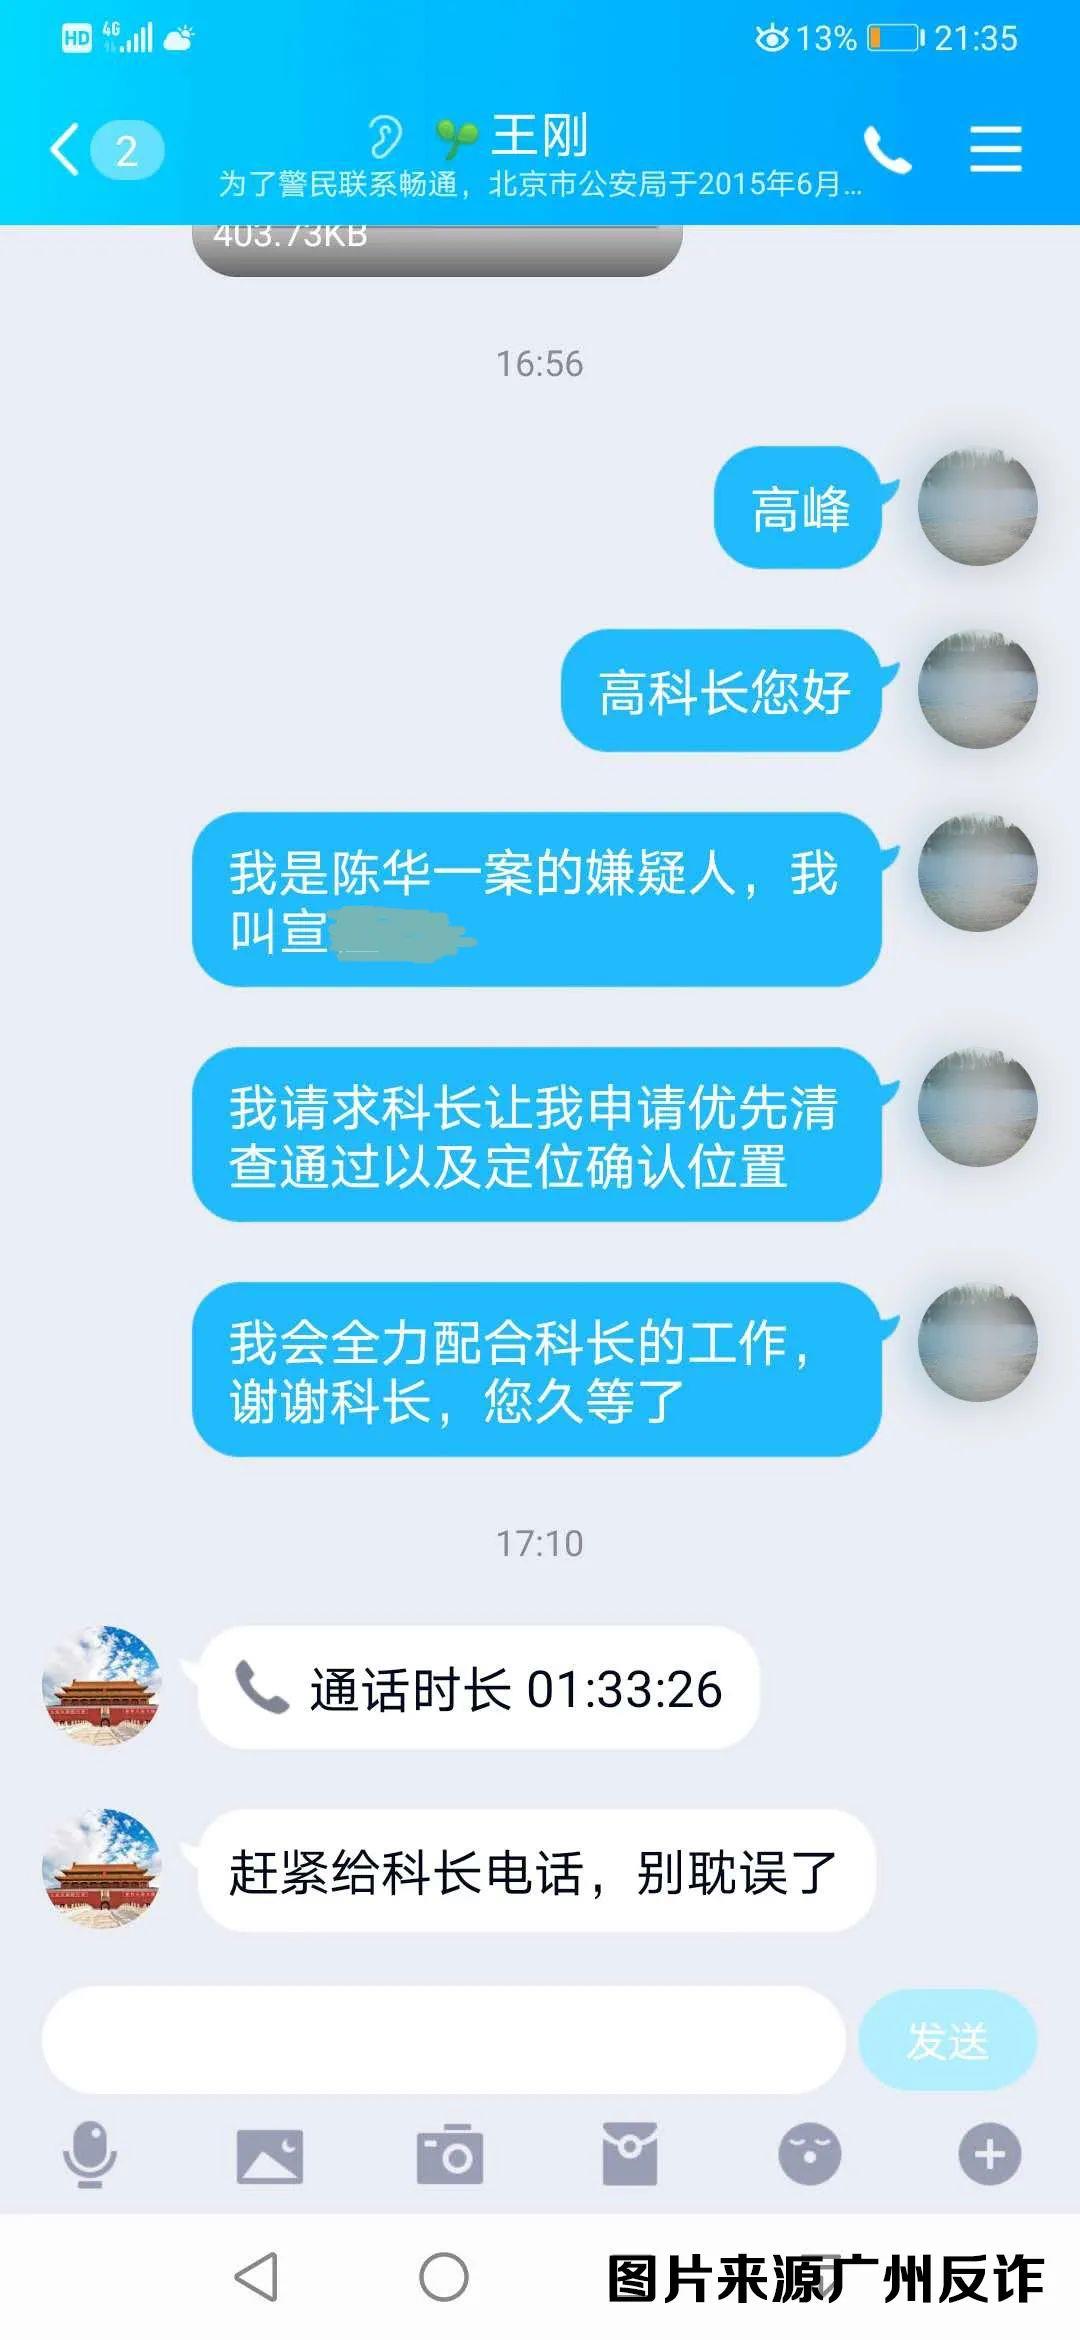 HD 4G 13% 21:35
2
王刚
为了警民联系畅通，北京市公安局于2015年6月...
403.73KB
16:56
高峰
高科长您好
我是陈华一案的嫌疑人，我
叫宣
我请求科长让我申请优先清
查通过以及定位确认位置
我会全力配合科长的工作，
谢谢科长，您久等了
17:10
通话时长 01:33:26
赶紧给科长电话，别耽误了
发送
图片来源广州反诈